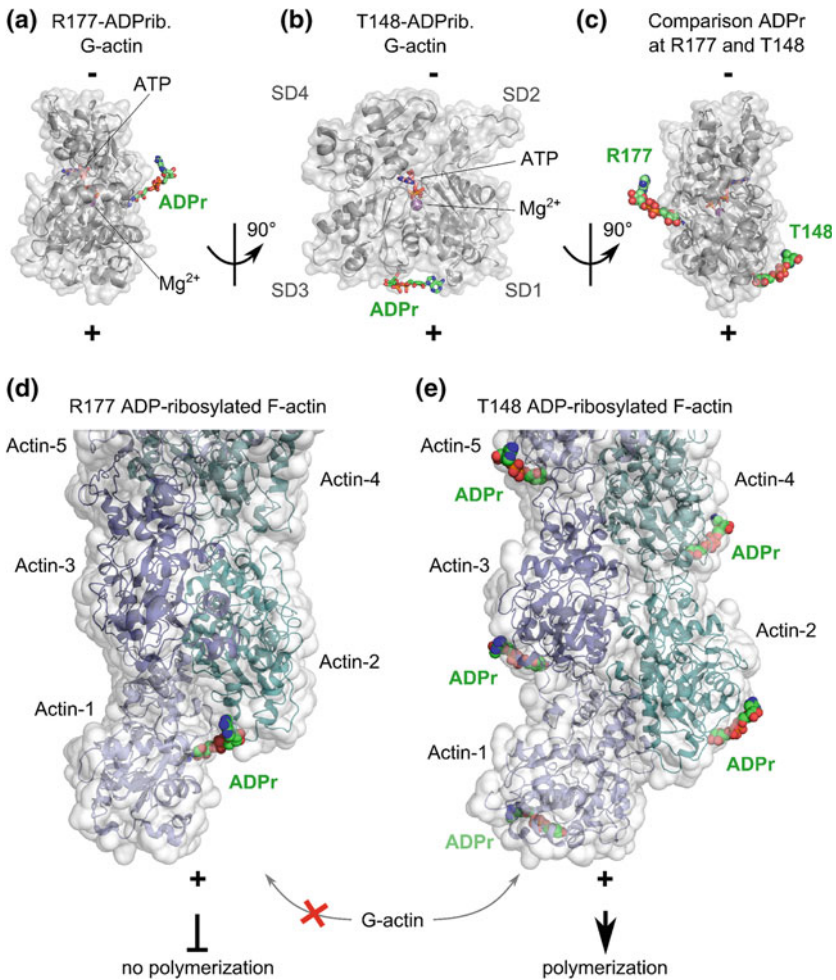 (a) R177-ADPrib.
G-actin
-
ATP
ADPr
Mg2+
+
90°
(b) T148-ADPrib.
G-actin
-
SD4
SD2
ATP
Mg2+
SD3
SD1
ADPr
+
90°
(c) Comparison ADPr
at R177 and T148
-
R177
T148
+
(d)
R177 ADP-ribosylated F-actin
Actin-5
Actin-4
Actin-3
Actin-2
Actin-1
ADPr
+
no polymerization
(e)
T148 ADP-ribosylated F-actin
Actin-5
ADPr
Actin-4
ADPr
Actin-3
Actin-2
ADPr
Actin-1
ADPr
ADPr
+
G-actin
polymerization